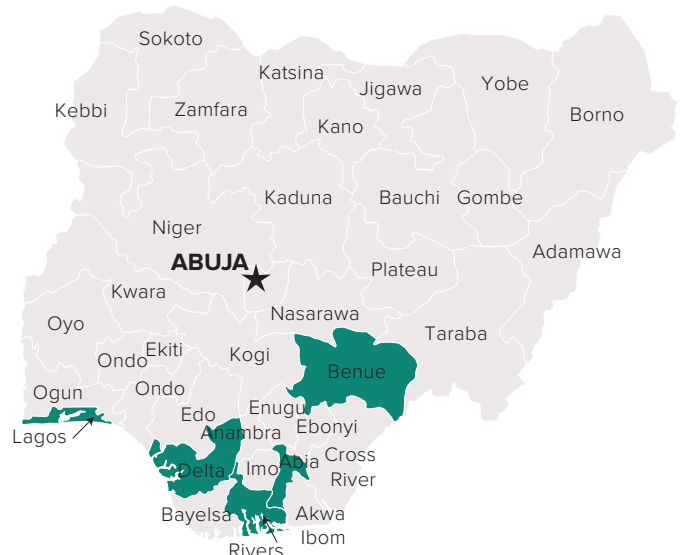 Sokoto
Katsina
Jigawa
Yobe
Kebbi
Zamfara
Kano
Borno
Kaduna
Bauchi
Gombe
Niger
Adamawa
ABUJA
Plateau
Kwara
Nasarawa
Oyo
Taraba
Ondo
Ekiti
Kogi
Benue
Ogun
Ondo
Edo
Enugu
Anambra
Ebonyi
Lagos
Delta
Imo
Abia
Cross
River
Bayelsa
Akwa
Ibom
Rivers